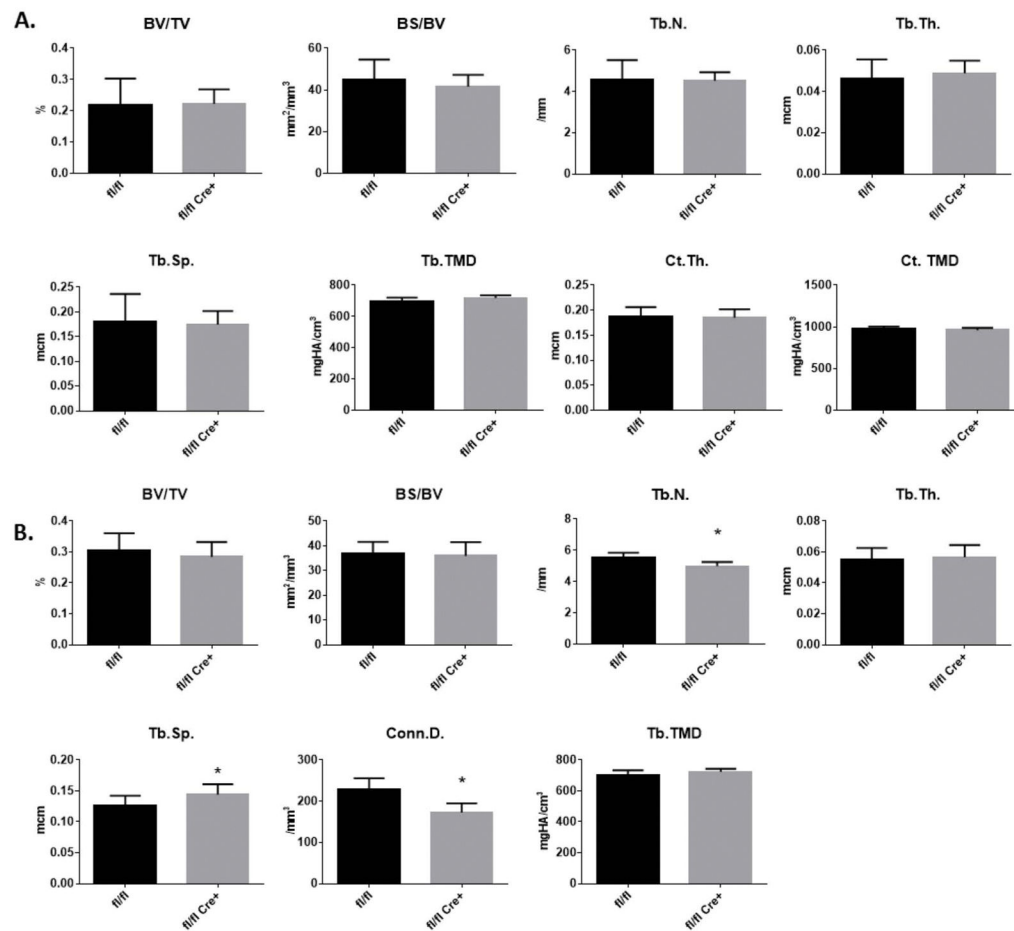 A.
BV/TV
0.4
0.3
0.2
0.1
0.0
%
fl/fl
fl/fl Cre+
BS/BV
60
40
20
0
mm²/mm³
fl/fl
fl/fl Cre+
Tb.N.
6
4
2
0
/mm
fl/fl
fl/fl Cre+
Tb.Th.
0.06
0.04
0.02
0.00
mcm
fl/fl
fl/fl Cre+
Tb.Sp.
0.25
0.20
0.15
0.10
0.05
0.00
mcm
fl/fl
fl/fl Cre+
Tb.TMD
800
600
400
200
0
mgHA/cm³
fl/fl
fl/fl Cre+
Ct.Th.
0.25
0.20
0.15
0.10
0.05
0.00
mcm
fl/fl
fl/fl Cre+
Ct. TMD
1500
1000
500
0
mgHA/cm³
fl/fl
fl/fl Cre+
B.
BV/TV
0.4
0.3
0.2
0.1
0.0
%
fl/fl
fl/fl Cre+
BS/BV
50
40
30
20
10
0
mm²/mm³
fl/fl
fl/fl Cre+
Tb.N.
8
6
4
2
0
/mm
*
fl/fl
fl/fl Cre+
Tb.Th.
0.08
0.06
0.04
0.02
0.00
mcm
fl/fl
fl/fl Cre+
Tb.Sp.
0.20
0.15
0.10
0.05
0.00
mcm
*
fl/fl
fl/fl Cre+
Conn.D.
300
200
100
0
/mm³
*
fl/fl
fl/fl Cre+
Tb.TMD
800
600
400
200
0
mgHA/cm³
fl/fl
fl/fl Cre+